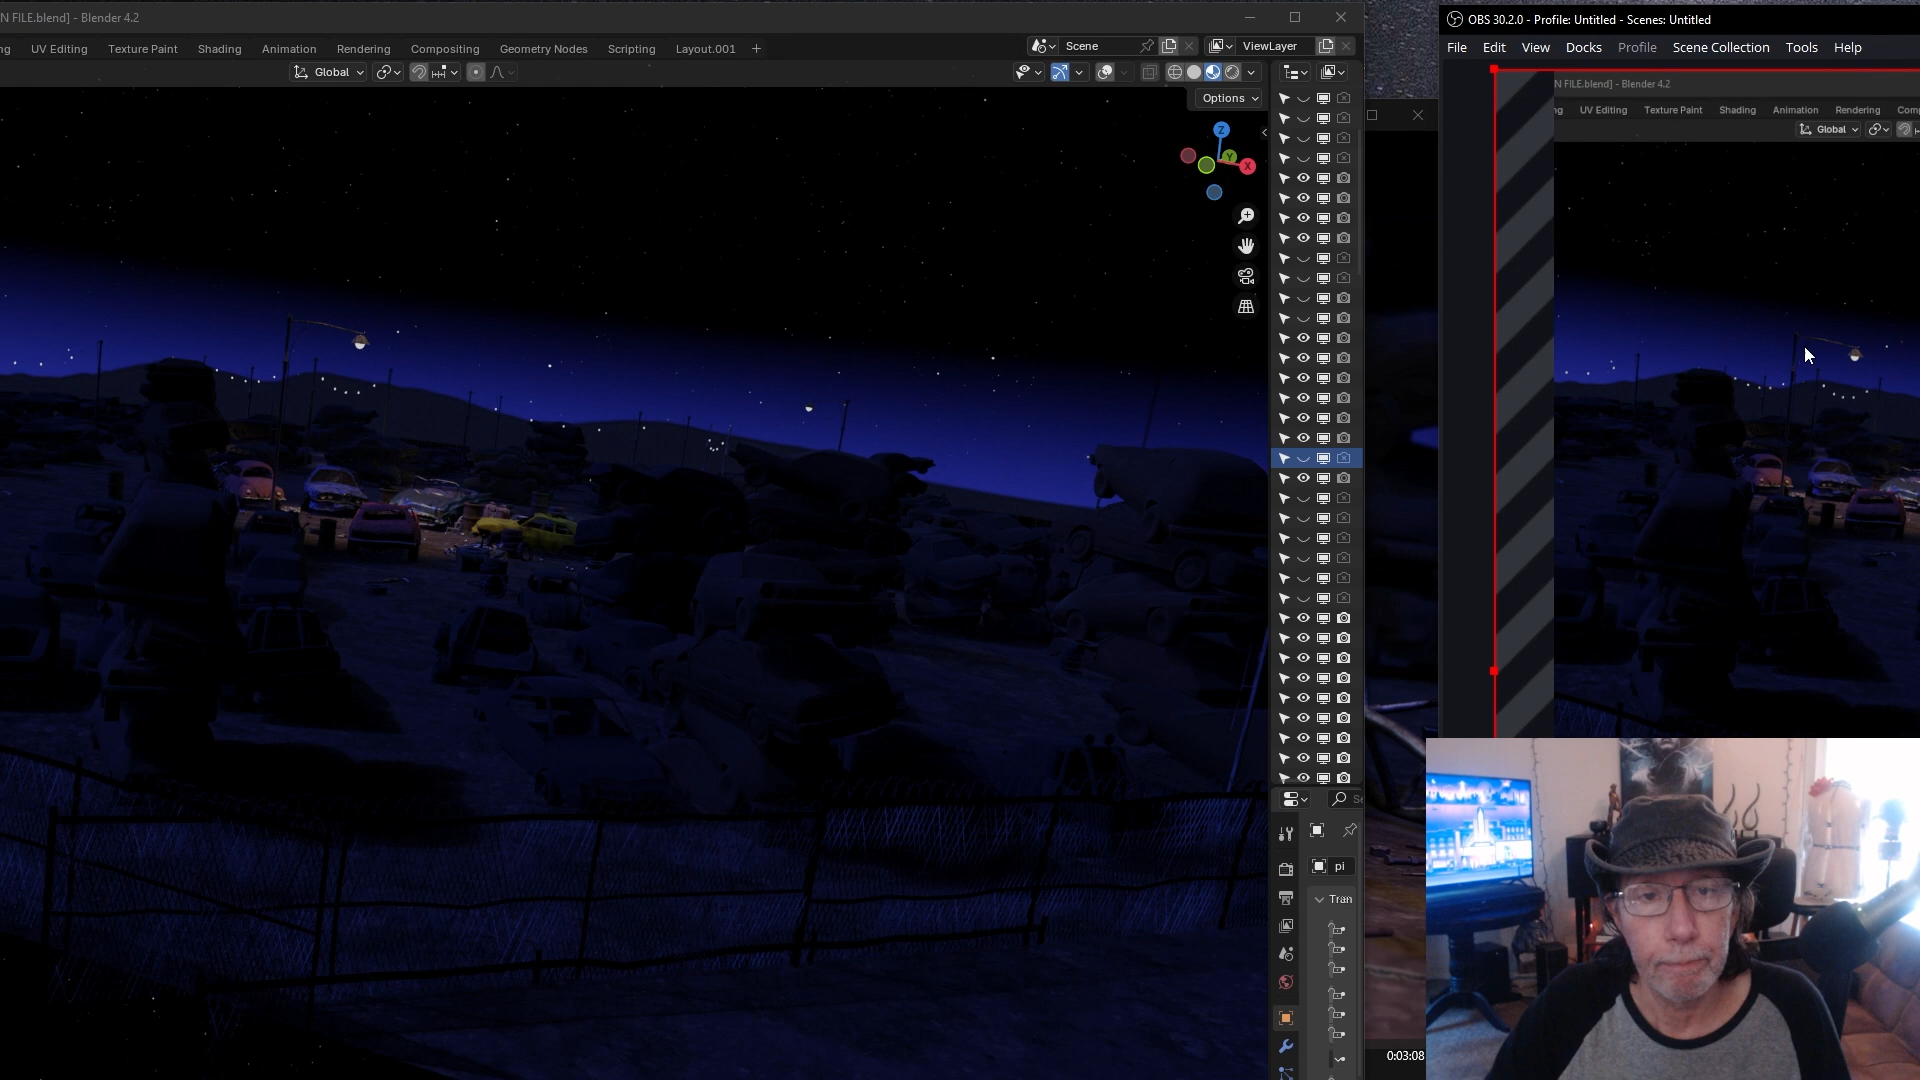 N FILE.blend] - Blender 4.2
ng UV Editing Texture Paint Shading Animation Rendering Compositing Geometry Nodes Scripting Layout.001 +
Scene
ViewLayer
Global
Options
Z
Y
X
pi
Tran
OBS 30.2.0 - Profile: Untitled - Scenes: Untitled
File Edit View Docks Profile Scene Collection Tools Help
N FILE.blend] - Blender 4.2
ng UV Editing Texture Paint Shading Animation Rendering Comp
Global
0:03:08